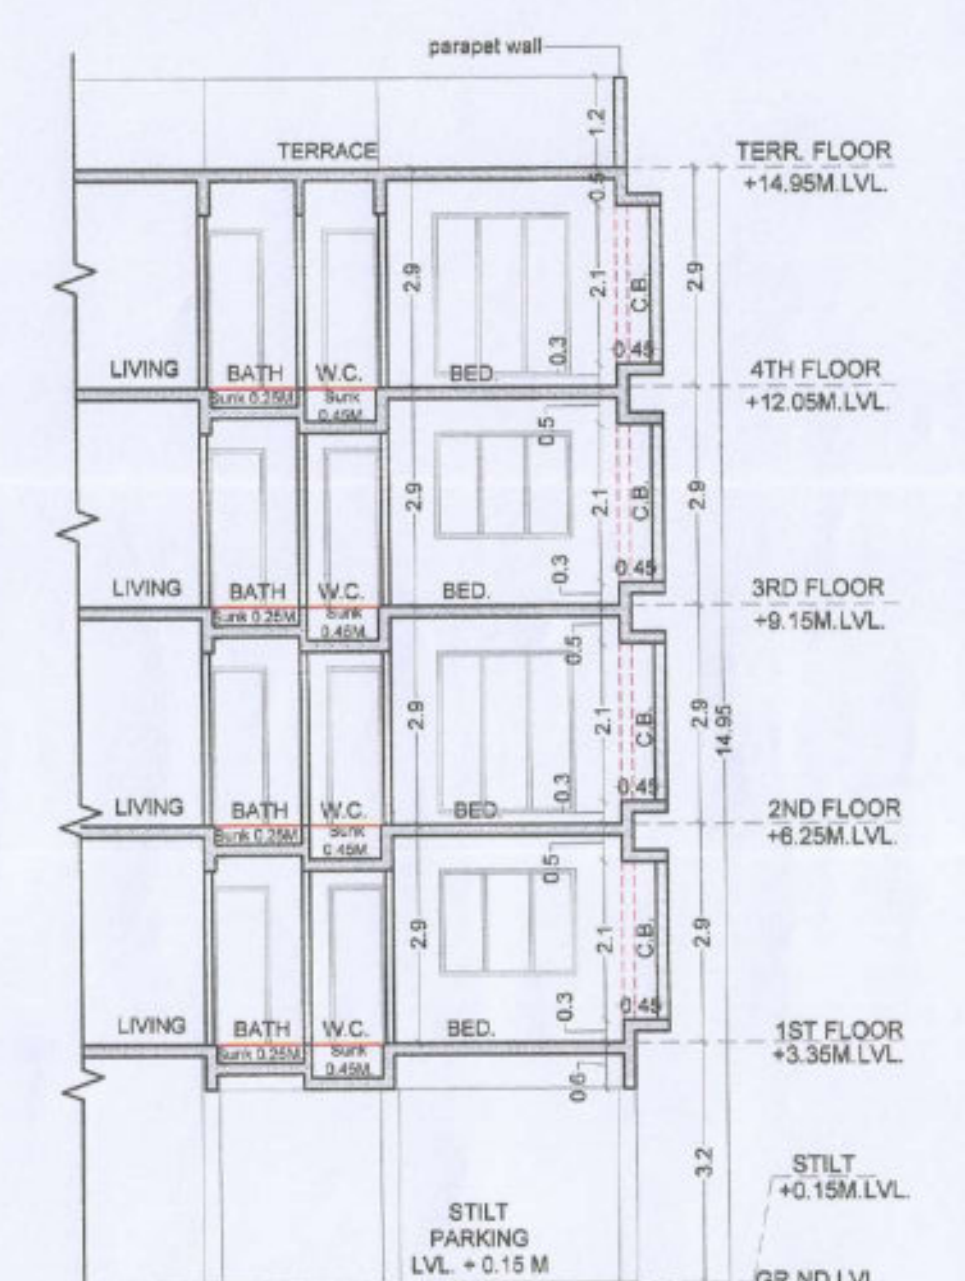 parapet wall
1.2
TERRACE
TERR. FLOOR
+14.95M.LVL.
0.5
2.9
2.1
C.B.
2.9
0.3
0.45
LIVING
BATH
W.C.
BED.
4TH FLOOR
+12.05M.LVL.
Sunk 0.25M.
Sunk
0.45M.
0.5
2.9
2.1
C.B.
2.9
0.3
0.45
LIVING
BATH
W.C.
BED.
3RD FLOOR
+9.15M.LVL.
Sunk 0.25M.
Sunk
0.45M.
0.5
2.9
2.1
C.B.
2.9
14.95
0.3
0.45
LIVING
BATH
W.C.
BED.
2ND FLOOR
+6.25M.LVL.
Sunk 0.25M.
Sunk
0.45M.
0.5
2.9
2.1
C.B.
2.9
0.3
0.45
LIVING
BATH
W.C.
BED.
1ST FLOOR
+3.35M.LVL.
Sunk 0.25M.
Sunk
0.45M.
0.6
3.2
STILT
+0.15M.LVL.
STILT
PARKING
LVL. + 0.15 M